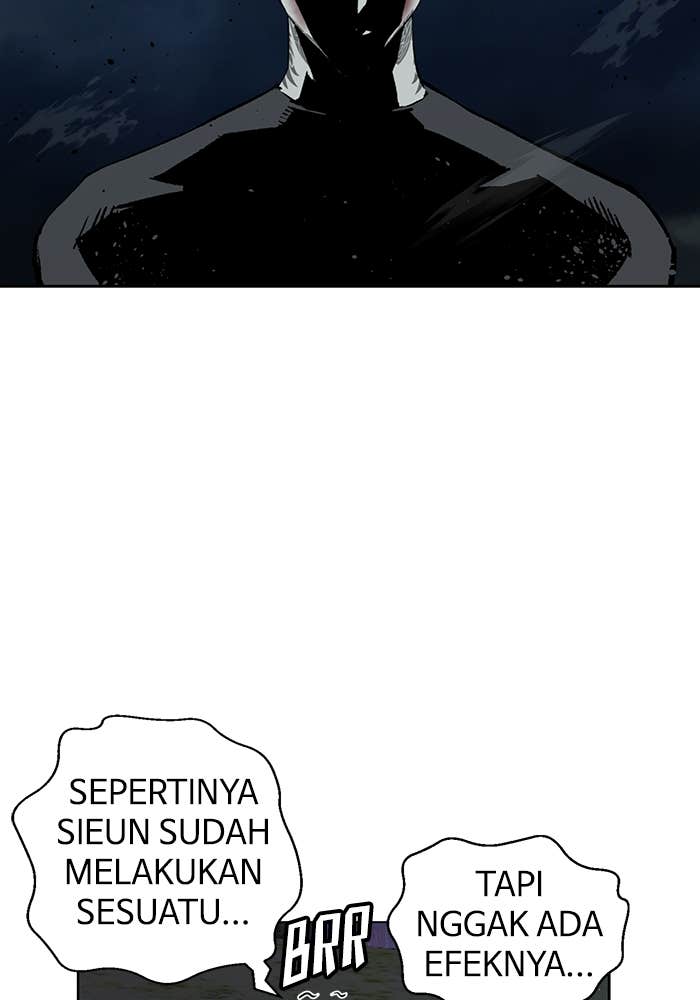 SEPERTINYA
SIEUN SUDAH
MELAKUKAN
SESUATU...
BRR
TAPI
NGGAK ADA
EFEKNYA...